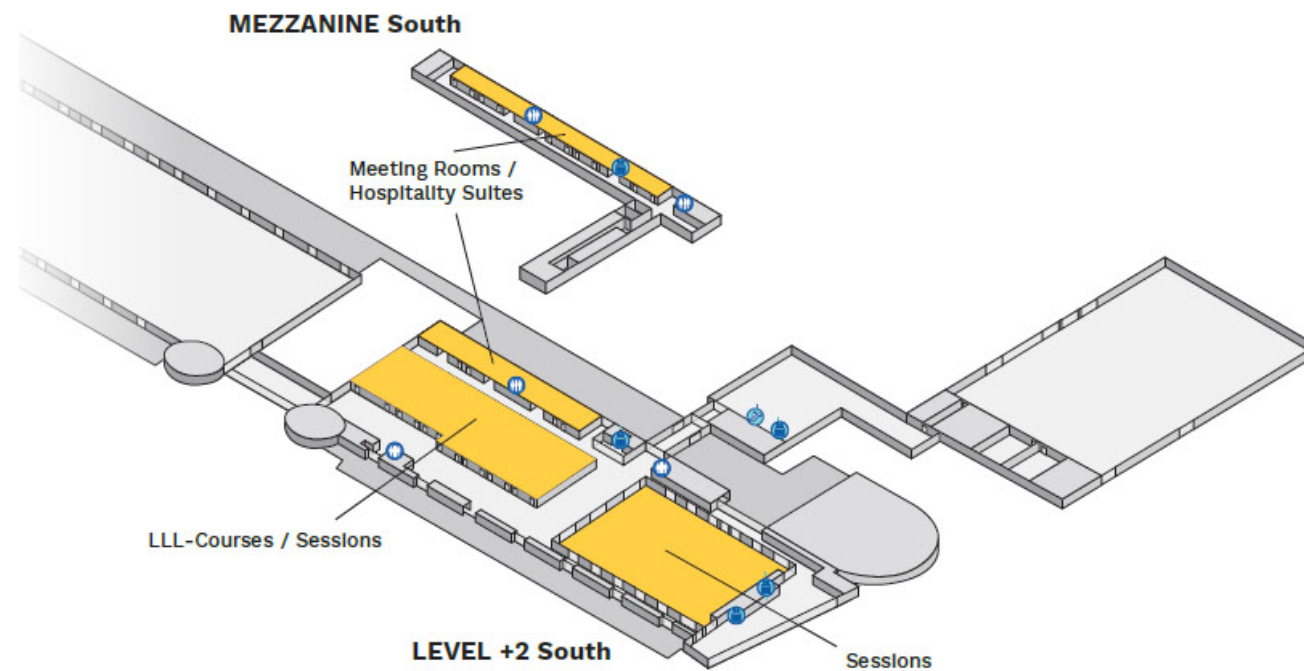 MEZZANINE South
Meeting Rooms /
Hospitality Suites
LLL-Courses / Sessions
LEVEL +2 South
Sessions